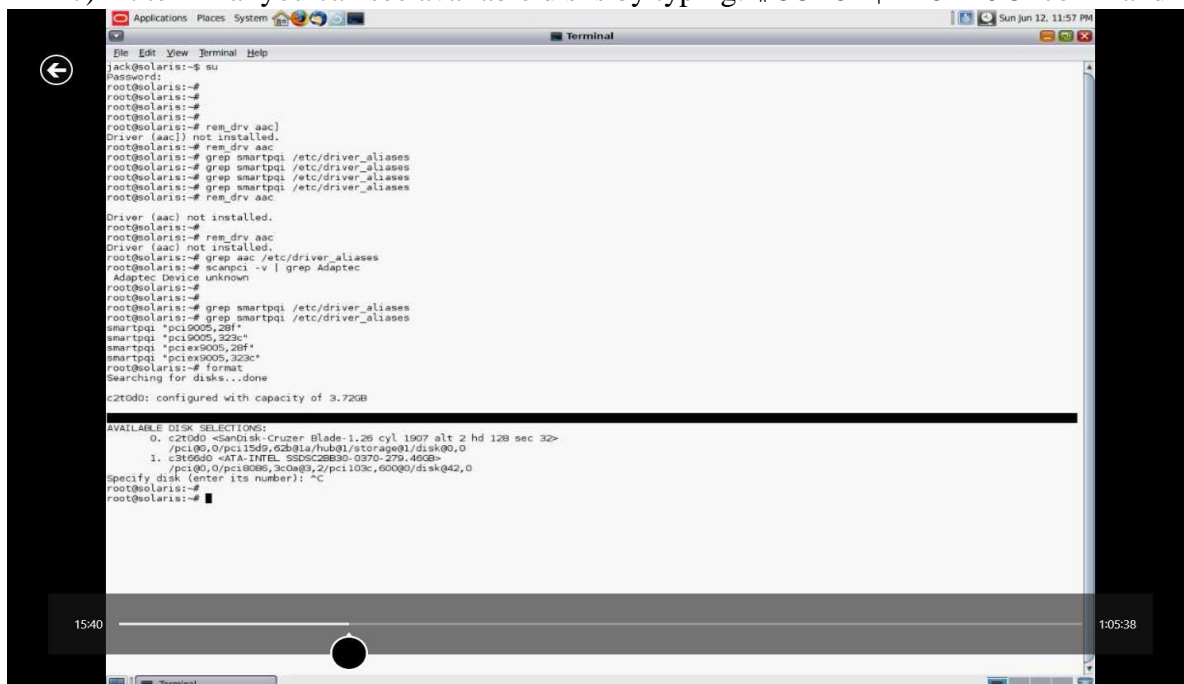 Applications Places System
Sun Jun 12, 11:57 PM
Terminal
File Edit View Terminal Help
jack@solaris:~$ su
Password:
root@solaris:~#
root@solaris:~#
root@solaris:~#
root@solaris:~#
root@solaris:~# rem_drv aac]
Driver (aac]) not installed.
root@solaris:~# rem_drv aac
root@solaris:~# grep smartpqi /etc/driver_aliases
root@solaris:~# grep smartpqi /etc/driver_aliases
root@solaris:~# grep smartpqi /etc/driver_aliases
root@solaris:~# grep smartpqi /etc/driver_aliases
root@solaris:~# rem_drv aac
Driver (aac) not installed.
root@solaris:~#
root@solaris:~# rem_drv aac
Driver (aac) not installed.
root@solaris:~# grep aac /etc/driver_aliases
root@solaris:~# scanpci -v | grep Adaptec
Adaptec Device unknown
root@solaris:~#
root@solaris:~#
root@solaris:~# grep smartpqi /etc/driver_aliases
root@solaris:~# grep smartpqi /etc/driver_aliases
smartpqi "pci9005,28f"
smartpqi "pci9005,323c"
smartpqi "pciex9005,28f"
smartpqi "pciex9005,323c"
root@solaris:~# format
Searching for disks...done
c2t0d0: configured with capacity of 3.72GB
AVAILABLE DISK SELECTIONS:
0. c2t0d0 <SanDisk-Cruzer Blade-1.26 cyl 1907 alt 2 hd 128 sec 32>
/pci@0,0/pci15d9,62b@1a/hub@1/storage@1/disk@0,0
1. c3t66d0 <ATA-INTEL SSDSC2BB30-0370-279.46GB>
/pci@0,0/pci8086,3c0a@3,2/pci103c,600@0/disk@42,0
Specify disk (enter its number): ^C
root@solaris:~#
root@solaris:~#
15:40
1:05:38
Terminal